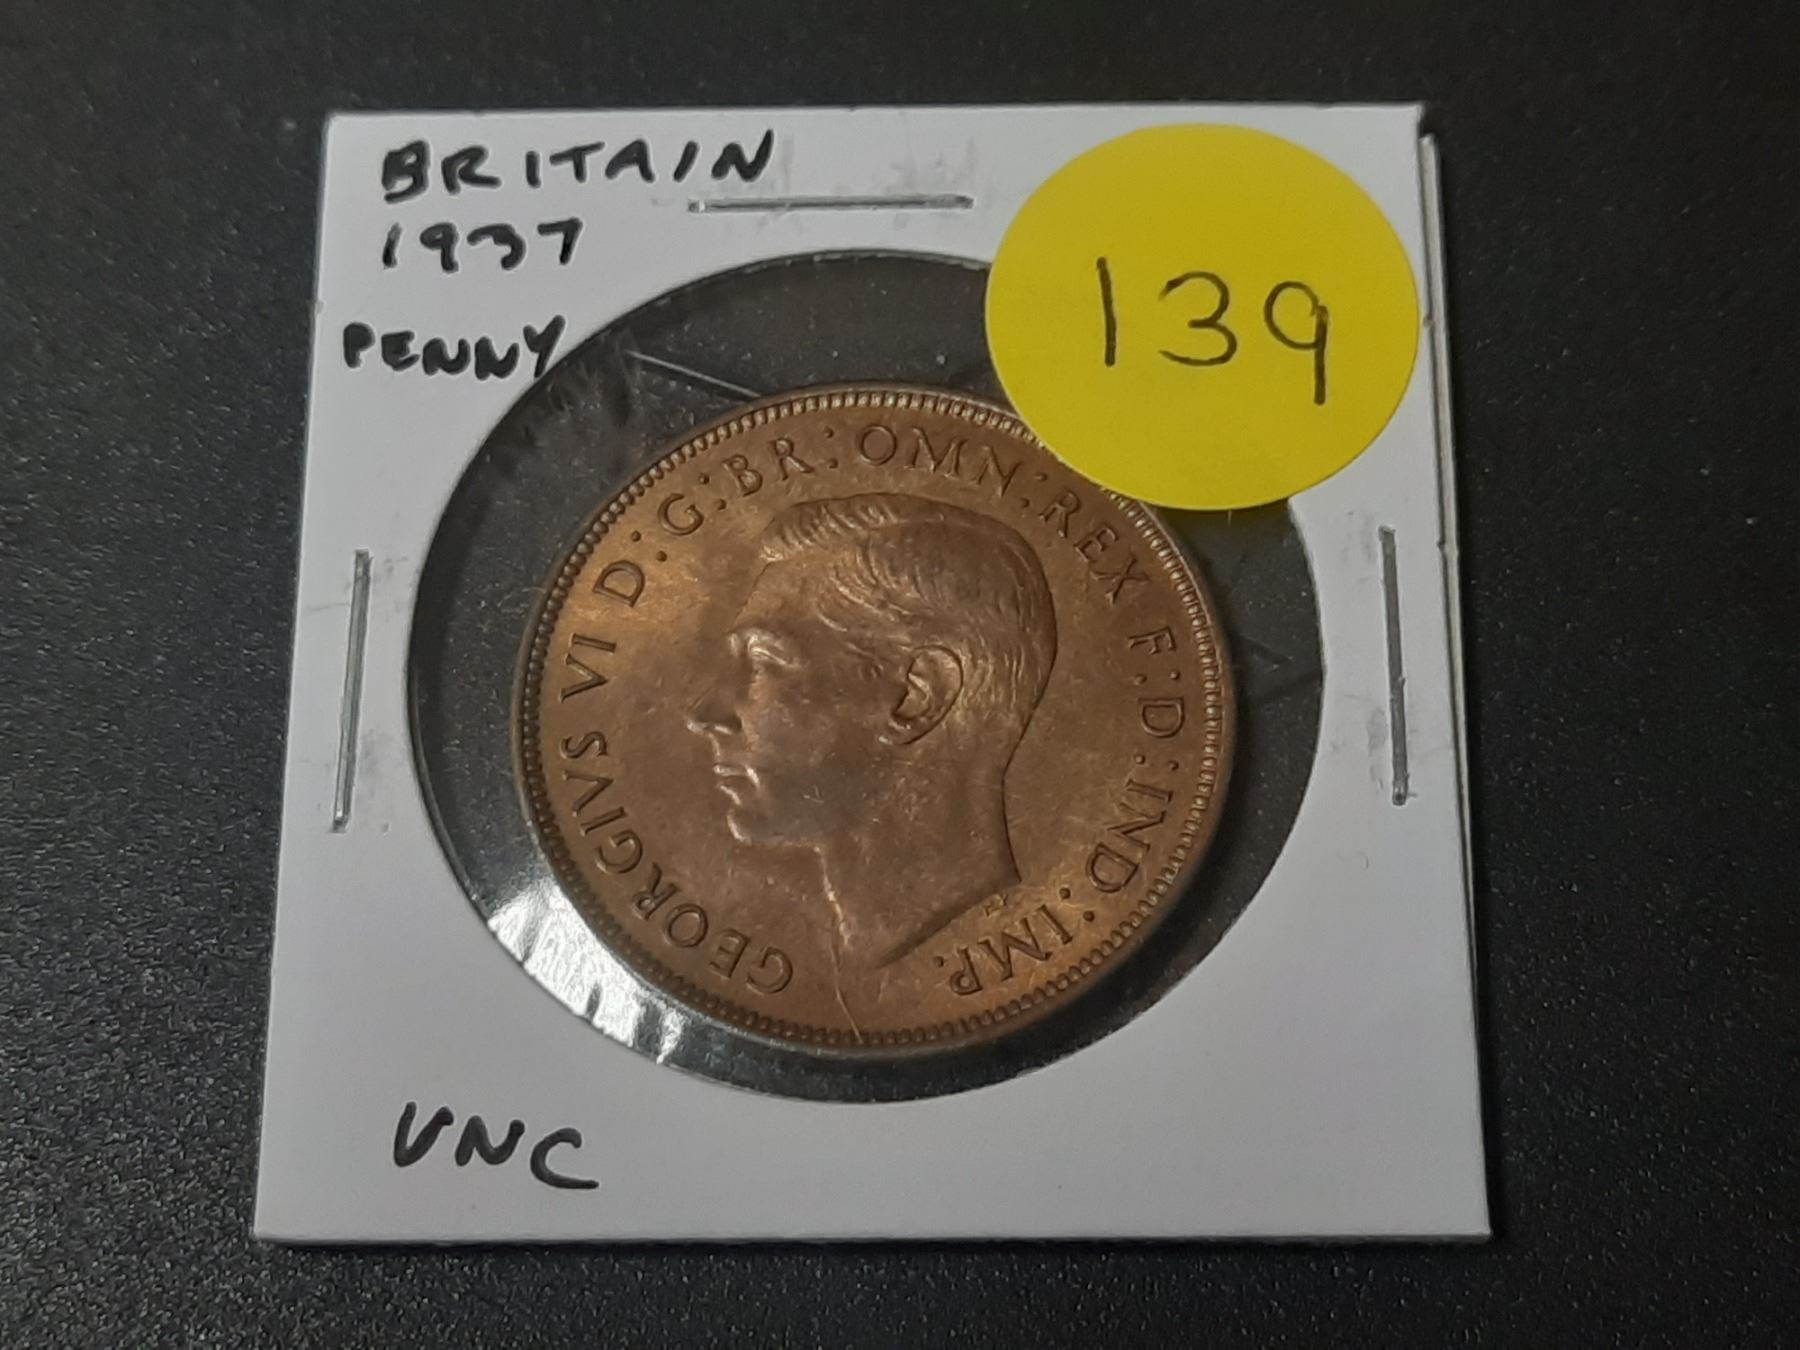 BRITAIN
1937
PENNY
139
GEORGIVS VI D:G:BR:OMN:REX F:D:IND:IMP.
UNC